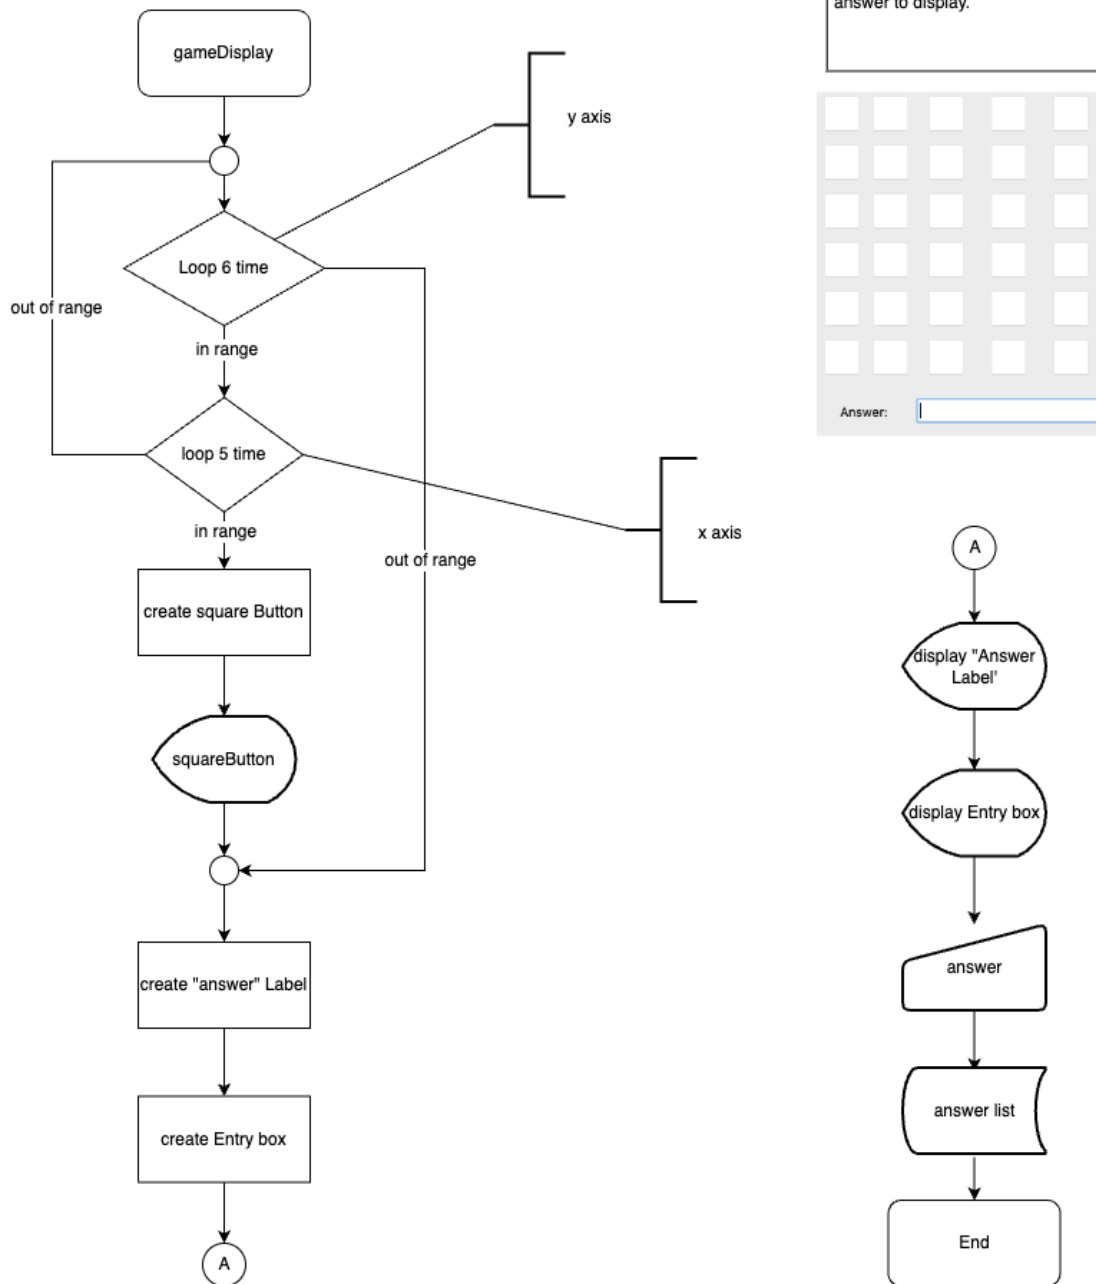 answer to display.
gameDisplay
y axis
Loop 6 time
out of range
in range
loop 5 time
in range
out of range
x axis
create square Button
squareButton
create "answer" Label
create Entry box
A
Answer:
A
display "Answer
Label'
display Entry box
answer
answer list
End